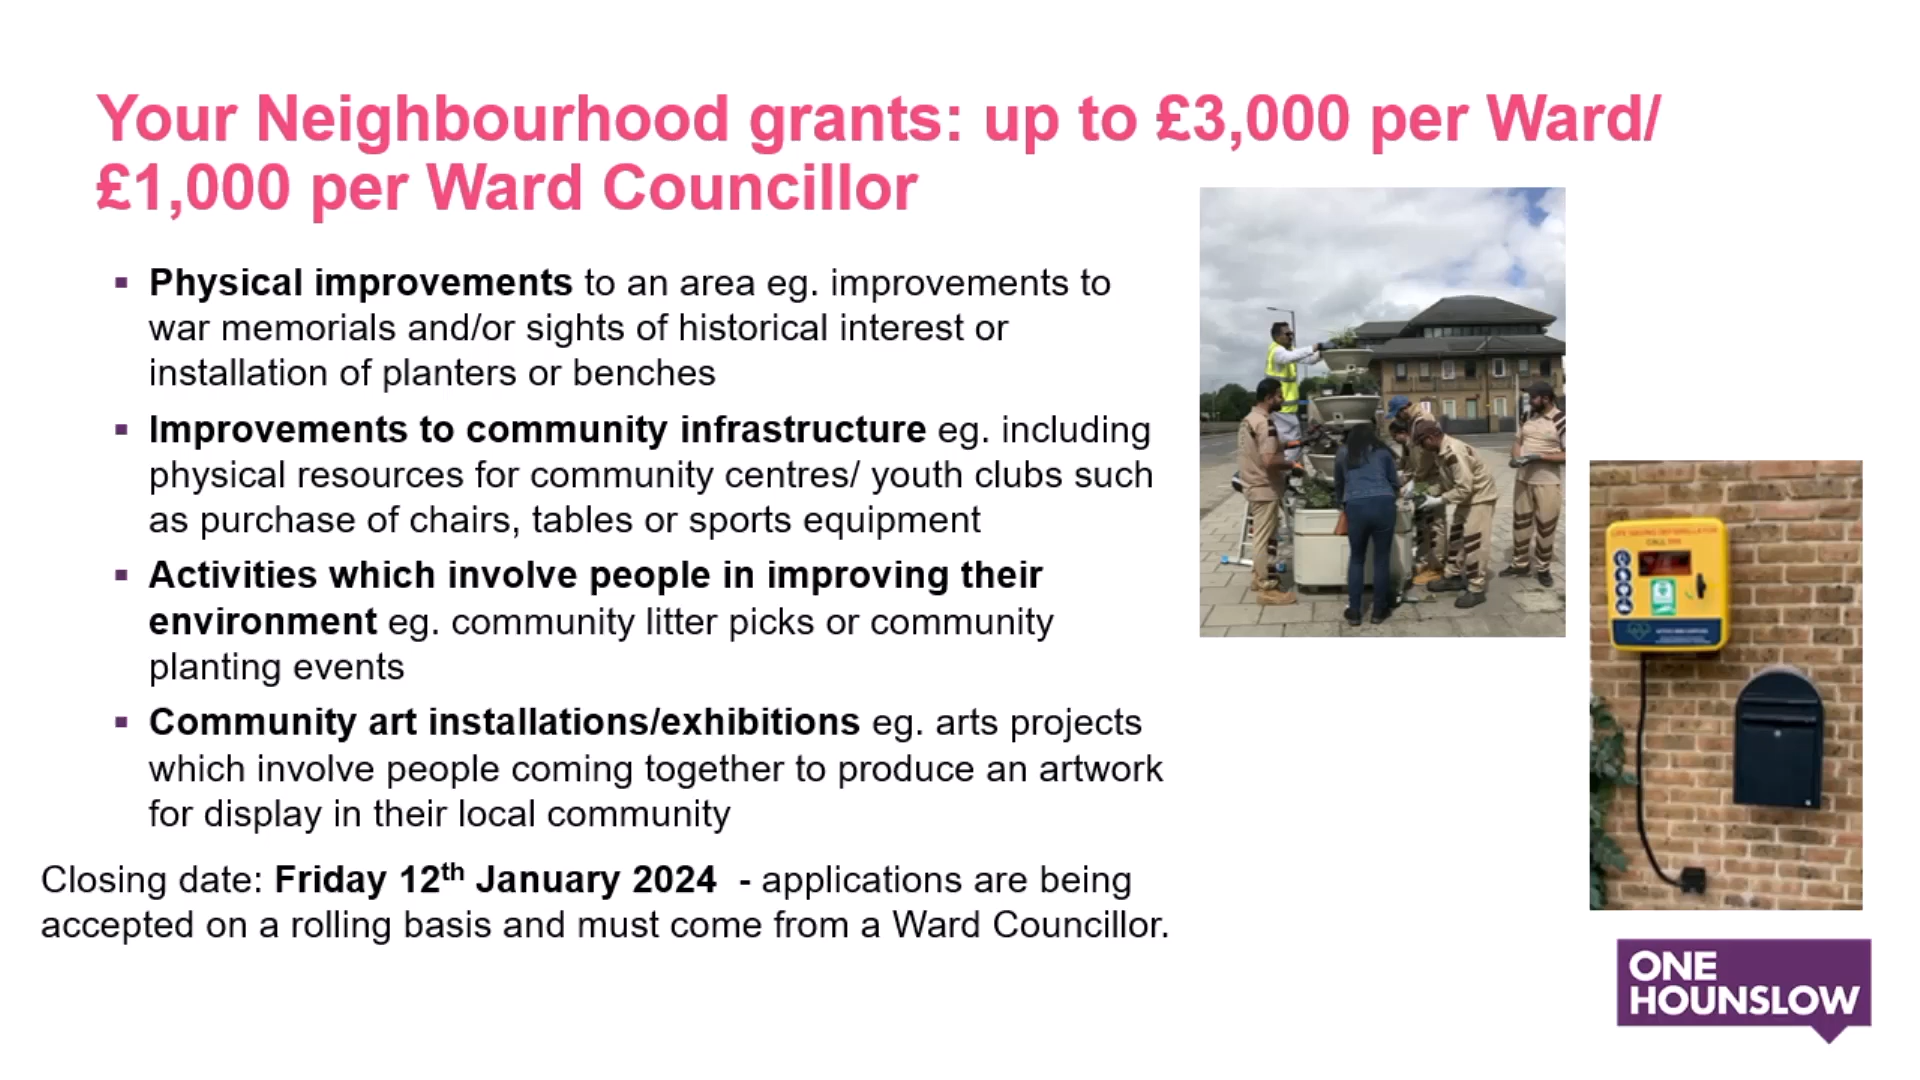 Your Neighbourhood grants: up to £3,000 per Ward/
£1,000 per Ward Councillor
▪ Physical improvements to an area eg. improvements to
war memorials and/or sights of historical interest or
installation of planters or benches
▪ Improvements to community infrastructure eg. including
physical resources for community centres/ youth clubs such
as purchase of chairs, tables or sports equipment
▪ Activities which involve people in improving their
environment eg. community litter picks or community
planting events
▪ Community art installations/exhibitions eg. arts projects
which involve people coming together to produce an artwork
for display in their local community
Closing date: Friday 12th January 2024 - applications are being
accepted on a rolling basis and must come from a Ward Councillor.
LIFE SAVING DEFIBRILLATOR
CALL 999
ONE
HOUNSLOW